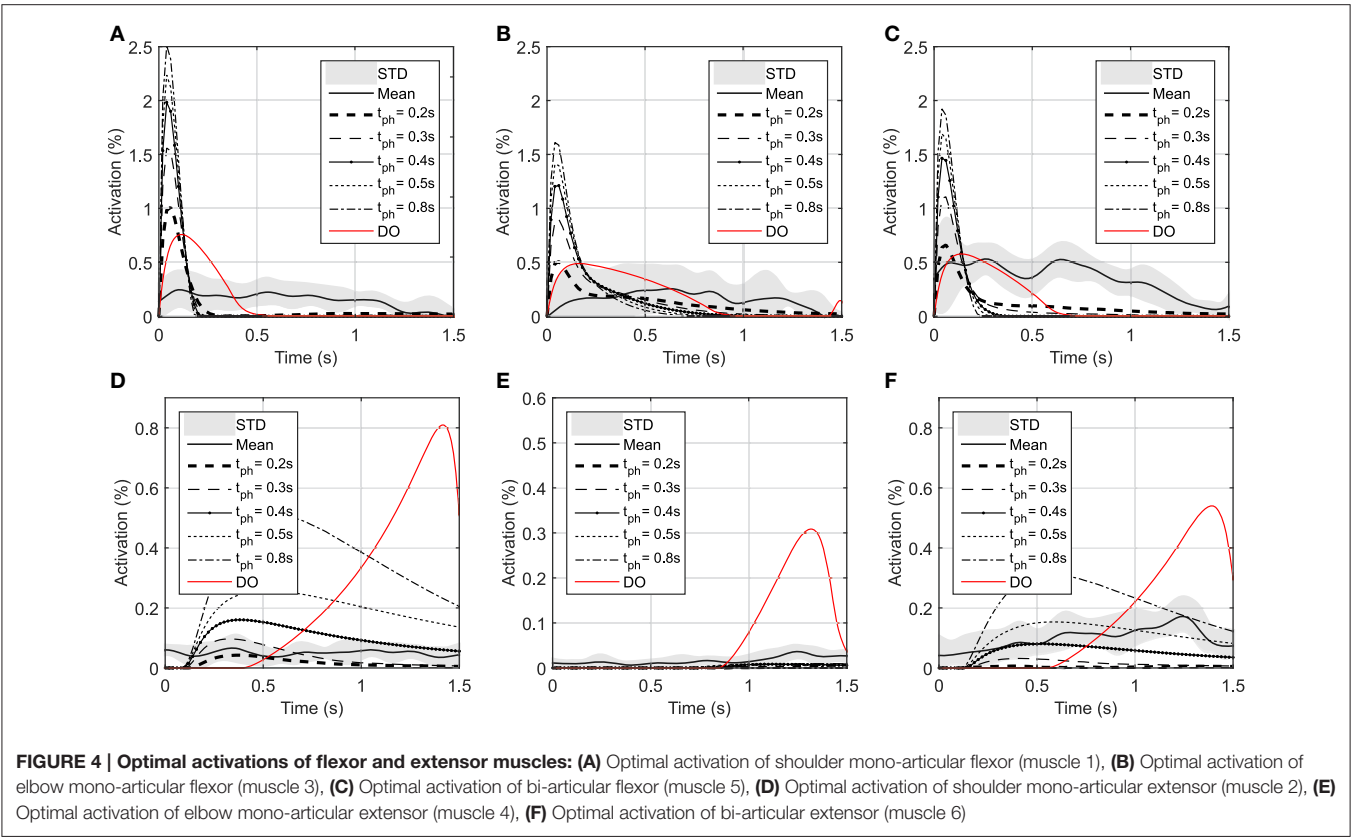 A
2.5
2
1.5
1
0.5
0
Activation (%)
0 0.5 1 1.5
Time (s)
STD
Mean
t_ph = 0.2s
t_ph = 0.3s
t_ph = 0.4s
t_ph = 0.5s
t_ph = 0.8s
DO
B
2.5
2
1.5
1
0.5
0
Activation (%)
0 0.5 1 1.5
Time (s)
STD
Mean
t_ph = 0.2s
t_ph = 0.3s
t_ph = 0.4s
t_ph = 0.5s
t_ph = 0.8s
DO
C
2.5
2
1.5
1
0.5
0
Activation (%)
0 0.5 1 1.5
Time (s)
STD
Mean
t_ph = 0.2s
t_ph = 0.3s
t_ph = 0.4s
t_ph = 0.5s
t_ph = 0.8s
DO
D
0.8
0.6
0.4
0.2
0
Activation (%)
0 0.5 1 1.5
Time (s)
STD
Mean
t_ph = 0.2s
t_ph = 0.3s
t_ph = 0.4s
t_ph = 0.5s
t_ph = 0.8s
DO
E
0.6
0.5
0.4
0.3
0.2
0.1
0
Activation (%)
0 0.5 1 1.5
Time (s)
STD
Mean
t_ph = 0.2s
t_ph = 0.3s
t_ph = 0.4s
t_ph = 0.5s
t_ph = 0.8s
DO
F
0.8
0.6
0.4
0.2
0
Activation (%)
0 0.5 1 1.5
Time (s)
STD
Mean
t_ph = 0.2s
t_ph = 0.3s
t_ph = 0.4s
t_ph = 0.5s
t_ph = 0.8s
DO
FIGURE 4 | Optimal activations of flexor and extensor muscles: (A) Optimal activation of shoulder mono-articular flexor (muscle 1), (B) Optimal activation of
elbow mono-articular flexor (muscle 3), (C) Optimal activation of bi-articular flexor (muscle 5), (D) Optimal activation of shoulder mono-articular extensor (muscle 2), (E)
Optimal activation of elbow mono-articular extensor (muscle 4), (F) Optimal activation of bi-articular extensor (muscle 6)